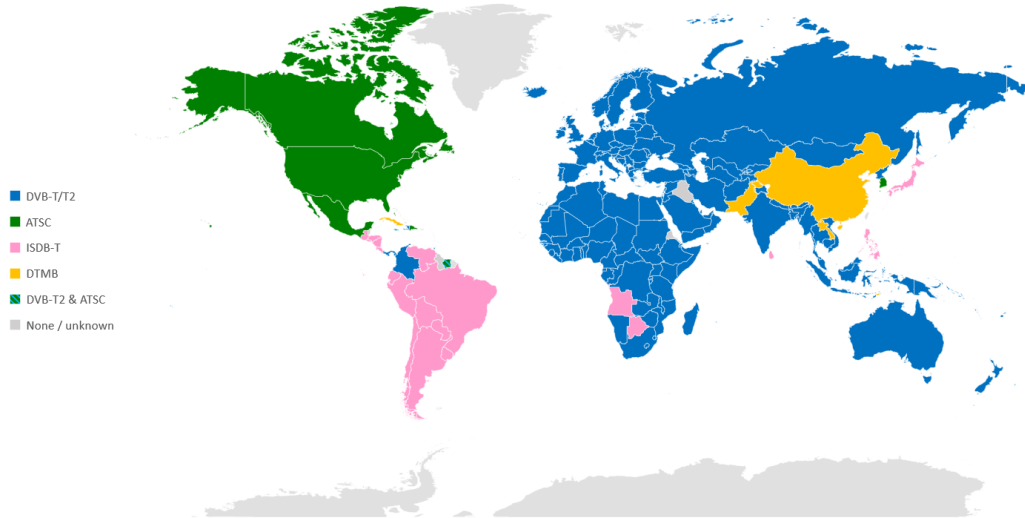 DVB-T/T2
ATSC
ISDB-T
DTMB
DVB-T2 & ATSC
None / unknown